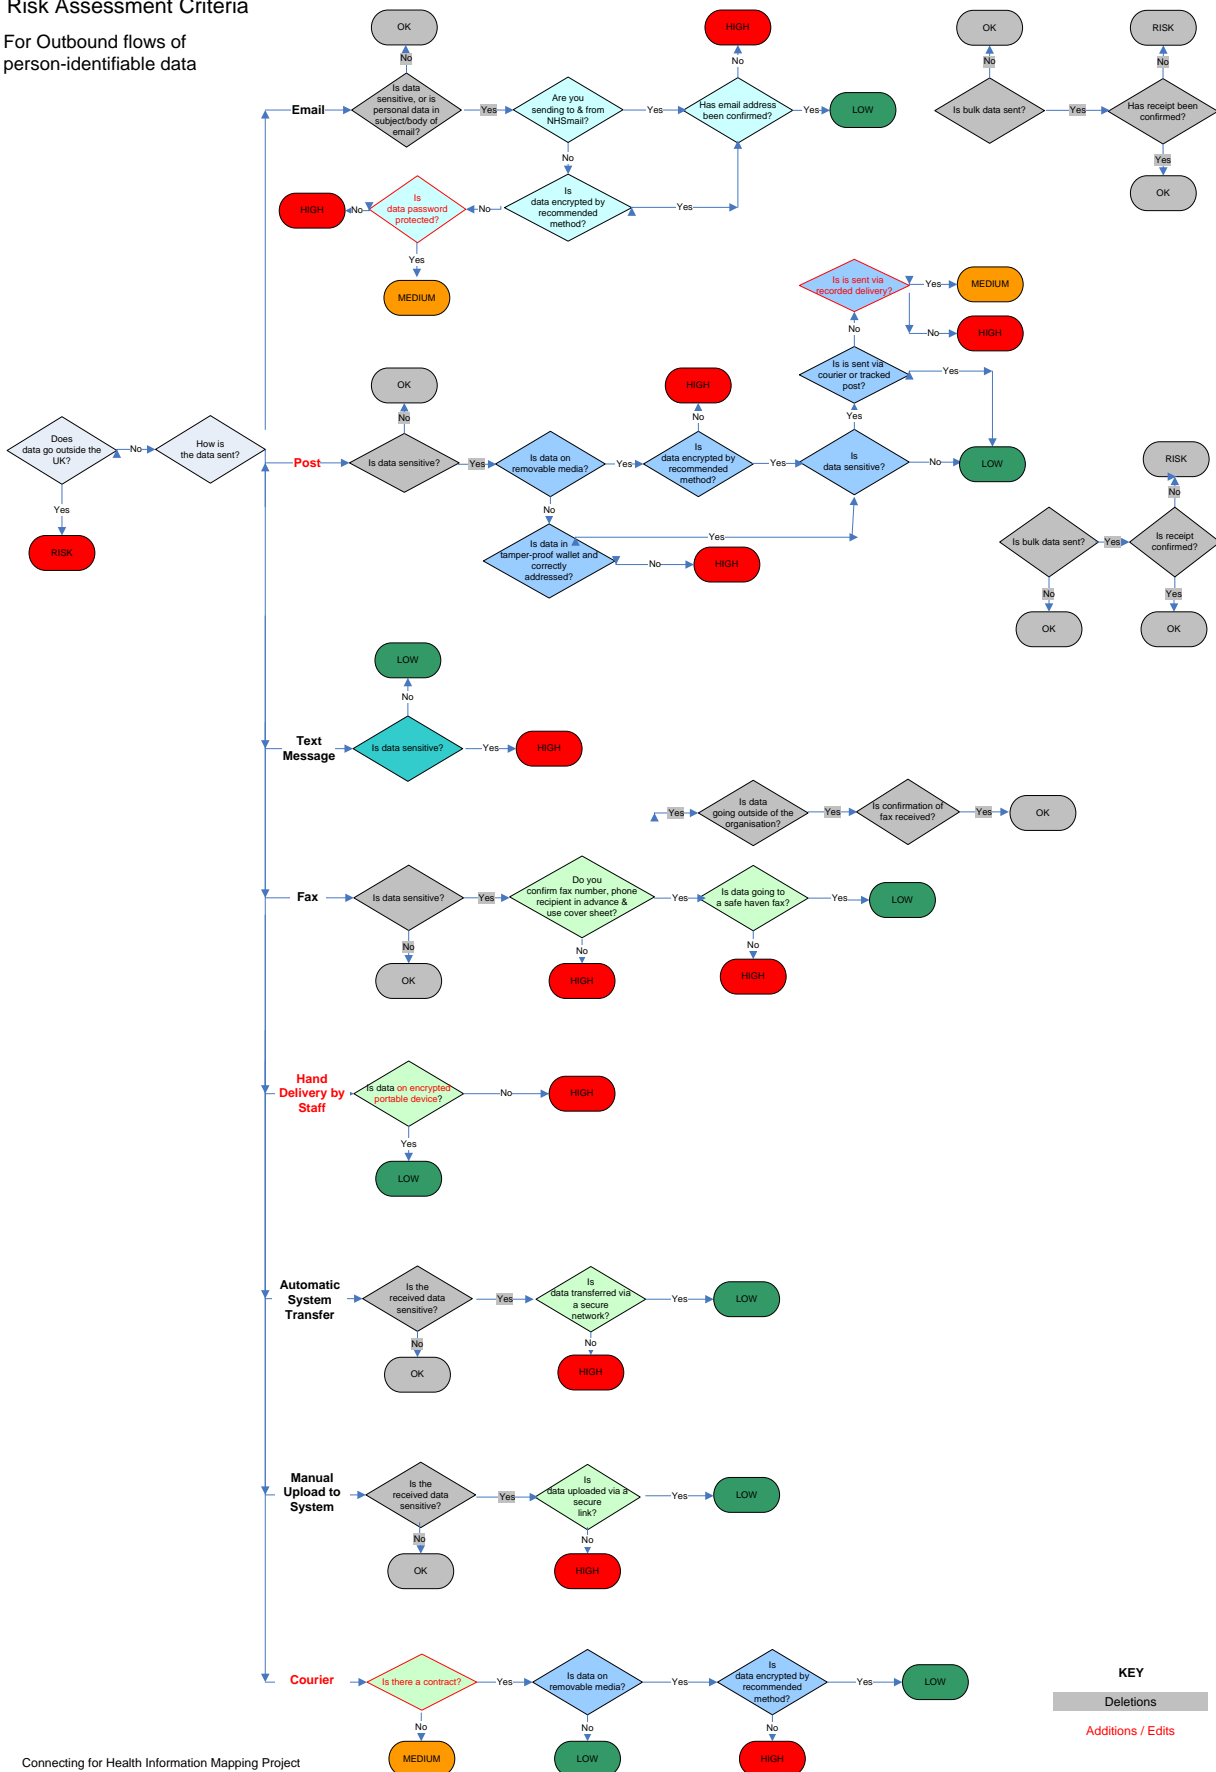 Risk Assessment Criteria
For Outbound flows of
person-identifiable data
OK
No
Email
Is data
sensitive, or is
personal data in
subject/body of
email?
Yes
Are you
sending to & from
NHSmail?
Yes
HIGH
No
Has email address
been confirmed?
Yes
LOW
No
Is
data encrypted by
recommended
method?
Yes
No
Is
data password
protected?
No
HIGH
Yes
MEDIUM
OK
No
Is bulk data sent?
Yes
RISK
No
Has receipt been
confirmed?
Yes
OK
Does
data go outside the
UK?
No
How is
the data sent?
Yes
RISK
Post
OK
No
Is data sensitive?
Yes
Is data on
removable media?
Yes
HIGH
No
Is
data encrypted by
recommended
method?
Yes
Is
data sensitive?
No
LOW
Yes
Is is sent via
courier or tracked
post?
Yes
No
Is is sent via
recorded delivery?
Yes
MEDIUM
No
HIGH
No
Is data in
tamper-proof wallet and
correctly
addressed?
Yes
No
HIGH
RISK
No
Is bulk data sent?
Yes
Is receipt
confirmed?
No
Yes
OK
OK
LOW
No
Text
Message
Is data sensitive?
Yes
HIGH
Yes
Is data
going outside of the
organisation?
Yes
Is confirmation of
fax received?
Yes
OK
Fax
Is data sensitive?
Yes
Do you
confirm fax number, phone
recipient in advance &
use cover sheet?
Yes
Is data going to
a safe haven fax?
Yes
LOW
No
No
No
OK
HIGH
HIGH
Hand
Delivery by
Staff
Is data on encrypted
portable device?
No
HIGH
Yes
LOW
Automatic
System
Transfer
Is the
received data
sensitive?
Yes
Is
data transferred via
a secure
network?
Yes
LOW
No
No
OK
HIGH
Manual
Upload to
System
Is the
received data
sensitive?
Yes
Is
data uploaded via a
secure
link?
Yes
LOW
No
No
OK
HIGH
Courier
Is there a contract?
Yes
Is data on
removable media?
Yes
Is
data encrypted by
recommended
method?
Yes
LOW
No
No
No
MEDIUM
LOW
HIGH
KEY
Deletions
Additions / Edits
Connecting for Health Information Mapping Project